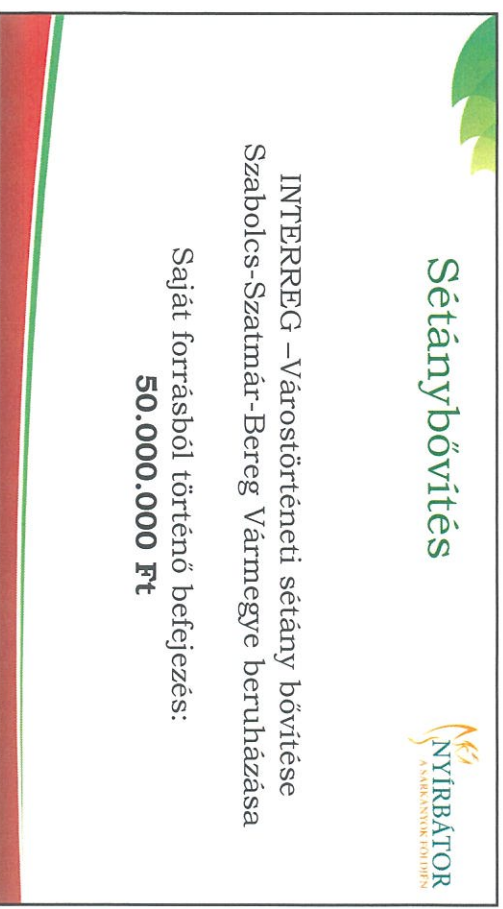 Sétánybővítés
NYÍRBÁTOR
A SÁRKÁNYOK FÖLDJÉN
INTERREG –Várostörténeti sétány bővítése
Szabolcs-Szatmár-Bereg Vármegye beruházása
Saját forrásból történő befejezés:
50.000.000 Ft